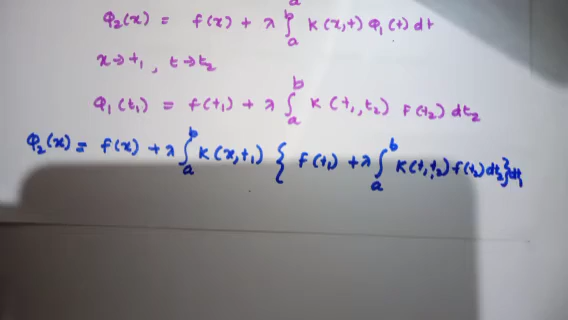 Φ₂(x) = f(x) + λ ∫ₐᵇ K(x,t) Φ₁(t) dt
x→t₁ , t→t₂
Φ₁(t₁) = f(t₁) + λ ∫ₐᵇ K(t₁,t₂) f(t₂) dt₂
Φ₂(x) = f(x) + λ ∫ₐᵇ K(x,t₁) { f(t₁) + λ ∫ₐᵇ K(t₁,t₂) f(t₂) dt₂ } dt₁